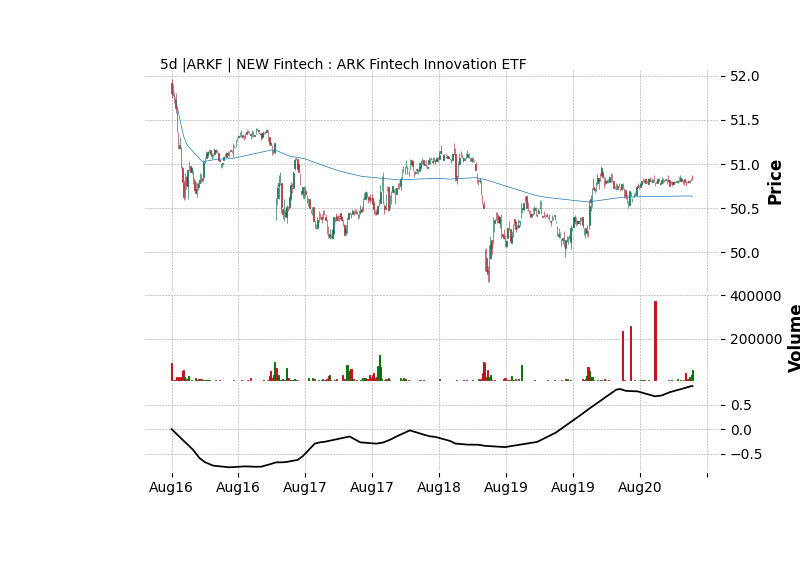 5d |ARKF | NEW Fintech : ARK Fintech Innovation ETF
52.0
51.5
51.0
50.5
50.0
Price
400000
200000
Volume
0.5
0.0
−0.5
Aug16 Aug16 Aug17 Aug17 Aug18 Aug19 Aug19 Aug20